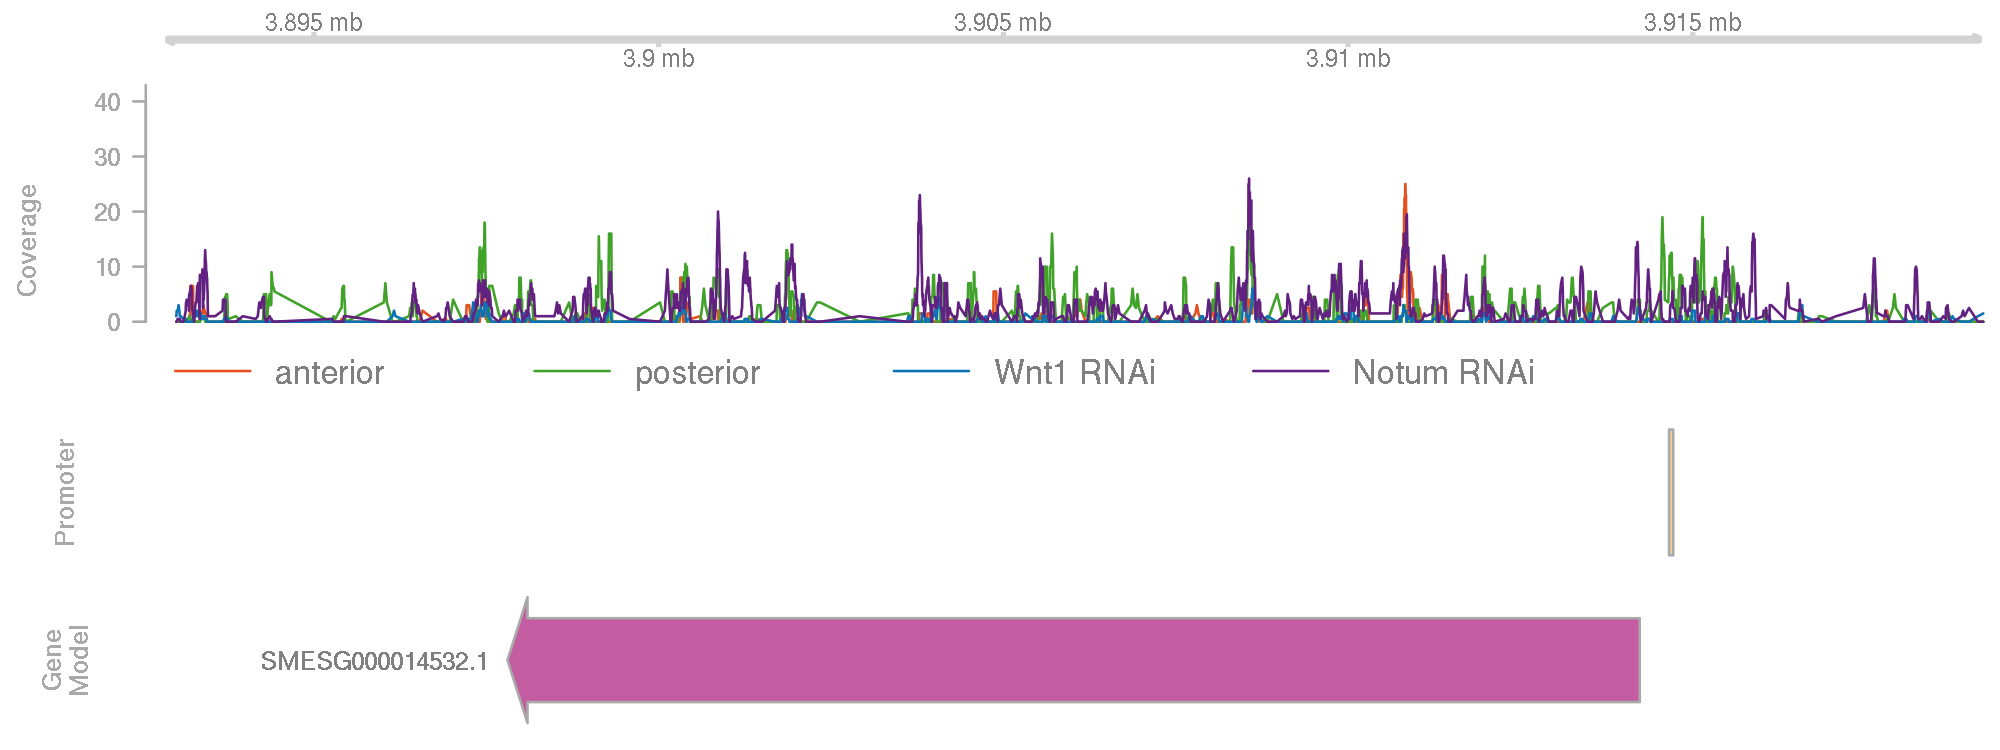 3.895 mb
3.905 mb
3.915 mb
3.9 mb
3.91 mb
Coverage
40
30
20
10
0
anterior
posterior
Wnt1 RNAi
Notum RNAi
Promoter
Gene
Model
SMESG000014532.1